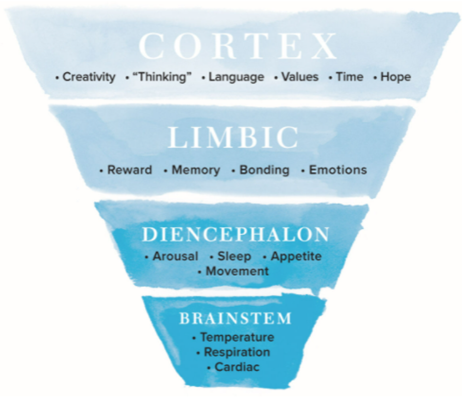 CORTEX
• Creativity • “Thinking” • Language • Values • Time • Hope
LIMBIC
• Reward • Memory • Bonding • Emotions
DIENCEPHALON
• Arousal • Sleep • Appetite
• Movement
BRAINSTEM
• Temperature
• Respiration
• Cardiac